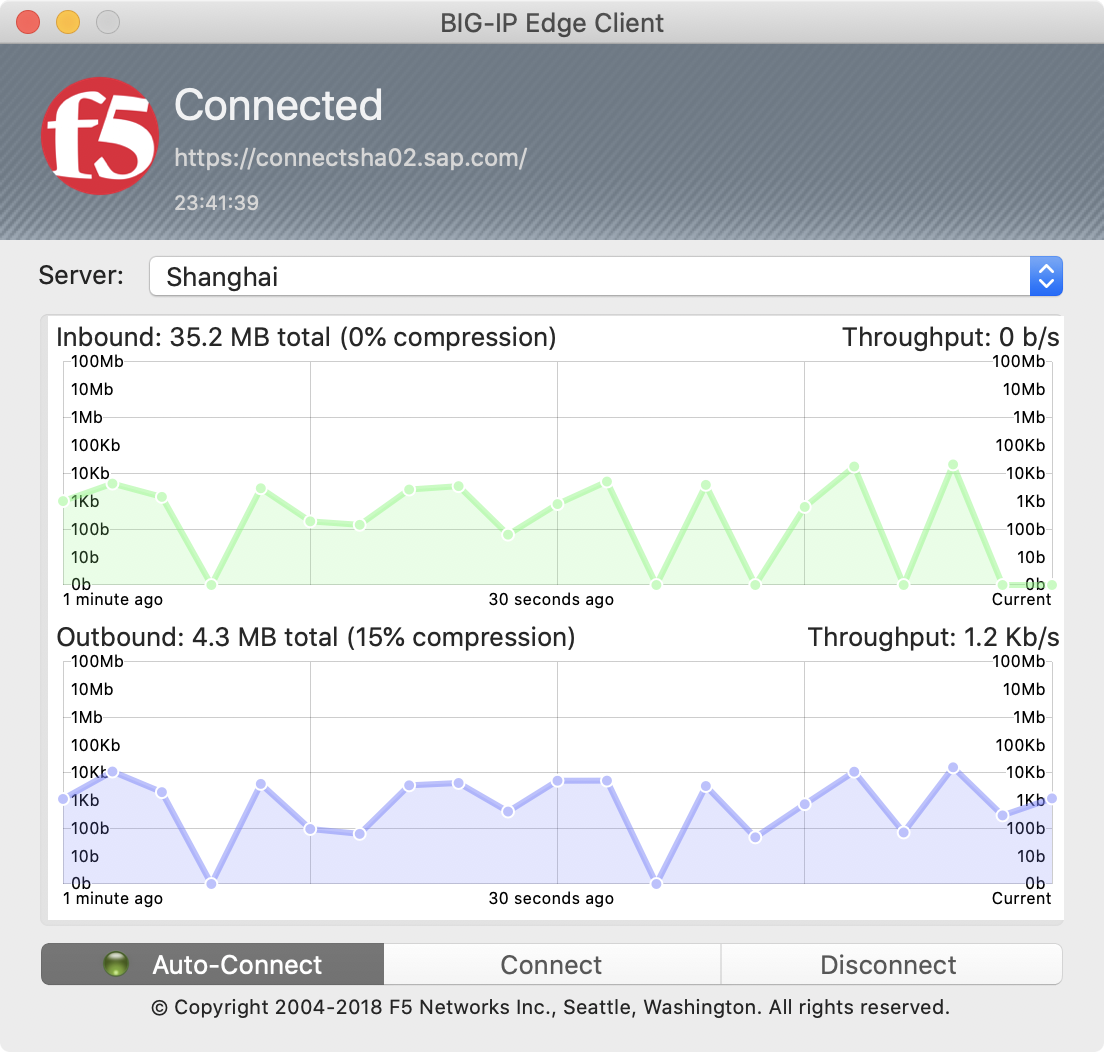 BIG-IP Edge Client
f5
Connected
https://connectsha02.sap.com/
23:41:39
Server: Shanghai
Inbound: 35.2 MB total (0% compression) Throughput: 0 b/s
100Mb 100Mb
10Mb 10Mb
1Mb 1Mb
100Kb 100Kb
10Kb 10Kb
1Kb 1Kb
100b 100b
10b 10b
0b 0b
1 minute ago 30 seconds ago Current
Outbound: 4.3 MB total (15% compression) Throughput: 1.2 Kb/s
100Mb 100Mb
10Mb 10Mb
1Mb 1Mb
100Kb 100Kb
10Kb 10Kb
1Kb 1Kb
100b 100b
10b 10b
0b 0b
1 minute ago 30 seconds ago Current
Auto-Connect Connect Disconnect
© Copyright 2004-2018 F5 Networks Inc., Seattle, Washington. All rights reserved.